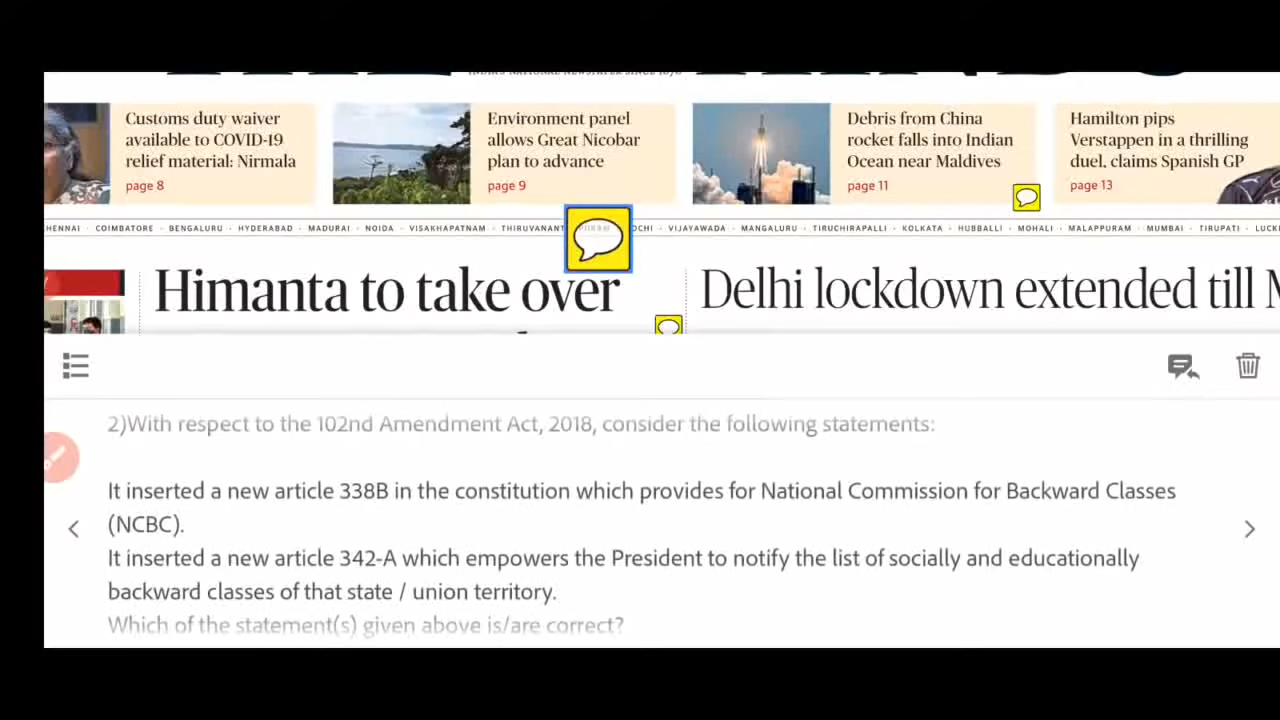 INDIA'S NATIONAL NEWSPAPER SINCE 1878
Customs duty waiver
available to COVID-19
relief material: Nirmala
page 8
Environment panel
allows Great Nicobar
plan to advance
page 9
Debris from China
rocket falls into Indian
Ocean near Maldives
page 11
Hamilton pips
Verstappen in a thrilling
duel, claims Spanish GP
page 13
COIMBATORE · BENGALURU · HYDERABAD · MADURAI · NOIDA · VISAKHAPATNAM · VIJAYAWADA · MANGALURU · TIRUCHIRAPALLI · KOLKATA · HUBBALLI · MOHALI · MALAPPURAM · MUMBAI · TIRUPATI
Himanta to take over
Delhi lockdown extended till
2)With respect to the 102nd Amendment Act, 2018, consider the following statements:
It inserted a new article 338B in the constitution which provides for National Commission for Backward Classes
(NCBC).
It inserted a new article 342-A which empowers the President to notify the list of socially and educationally
backward classes of that state / union territory.
Which of the statement(s) given above is/are correct?